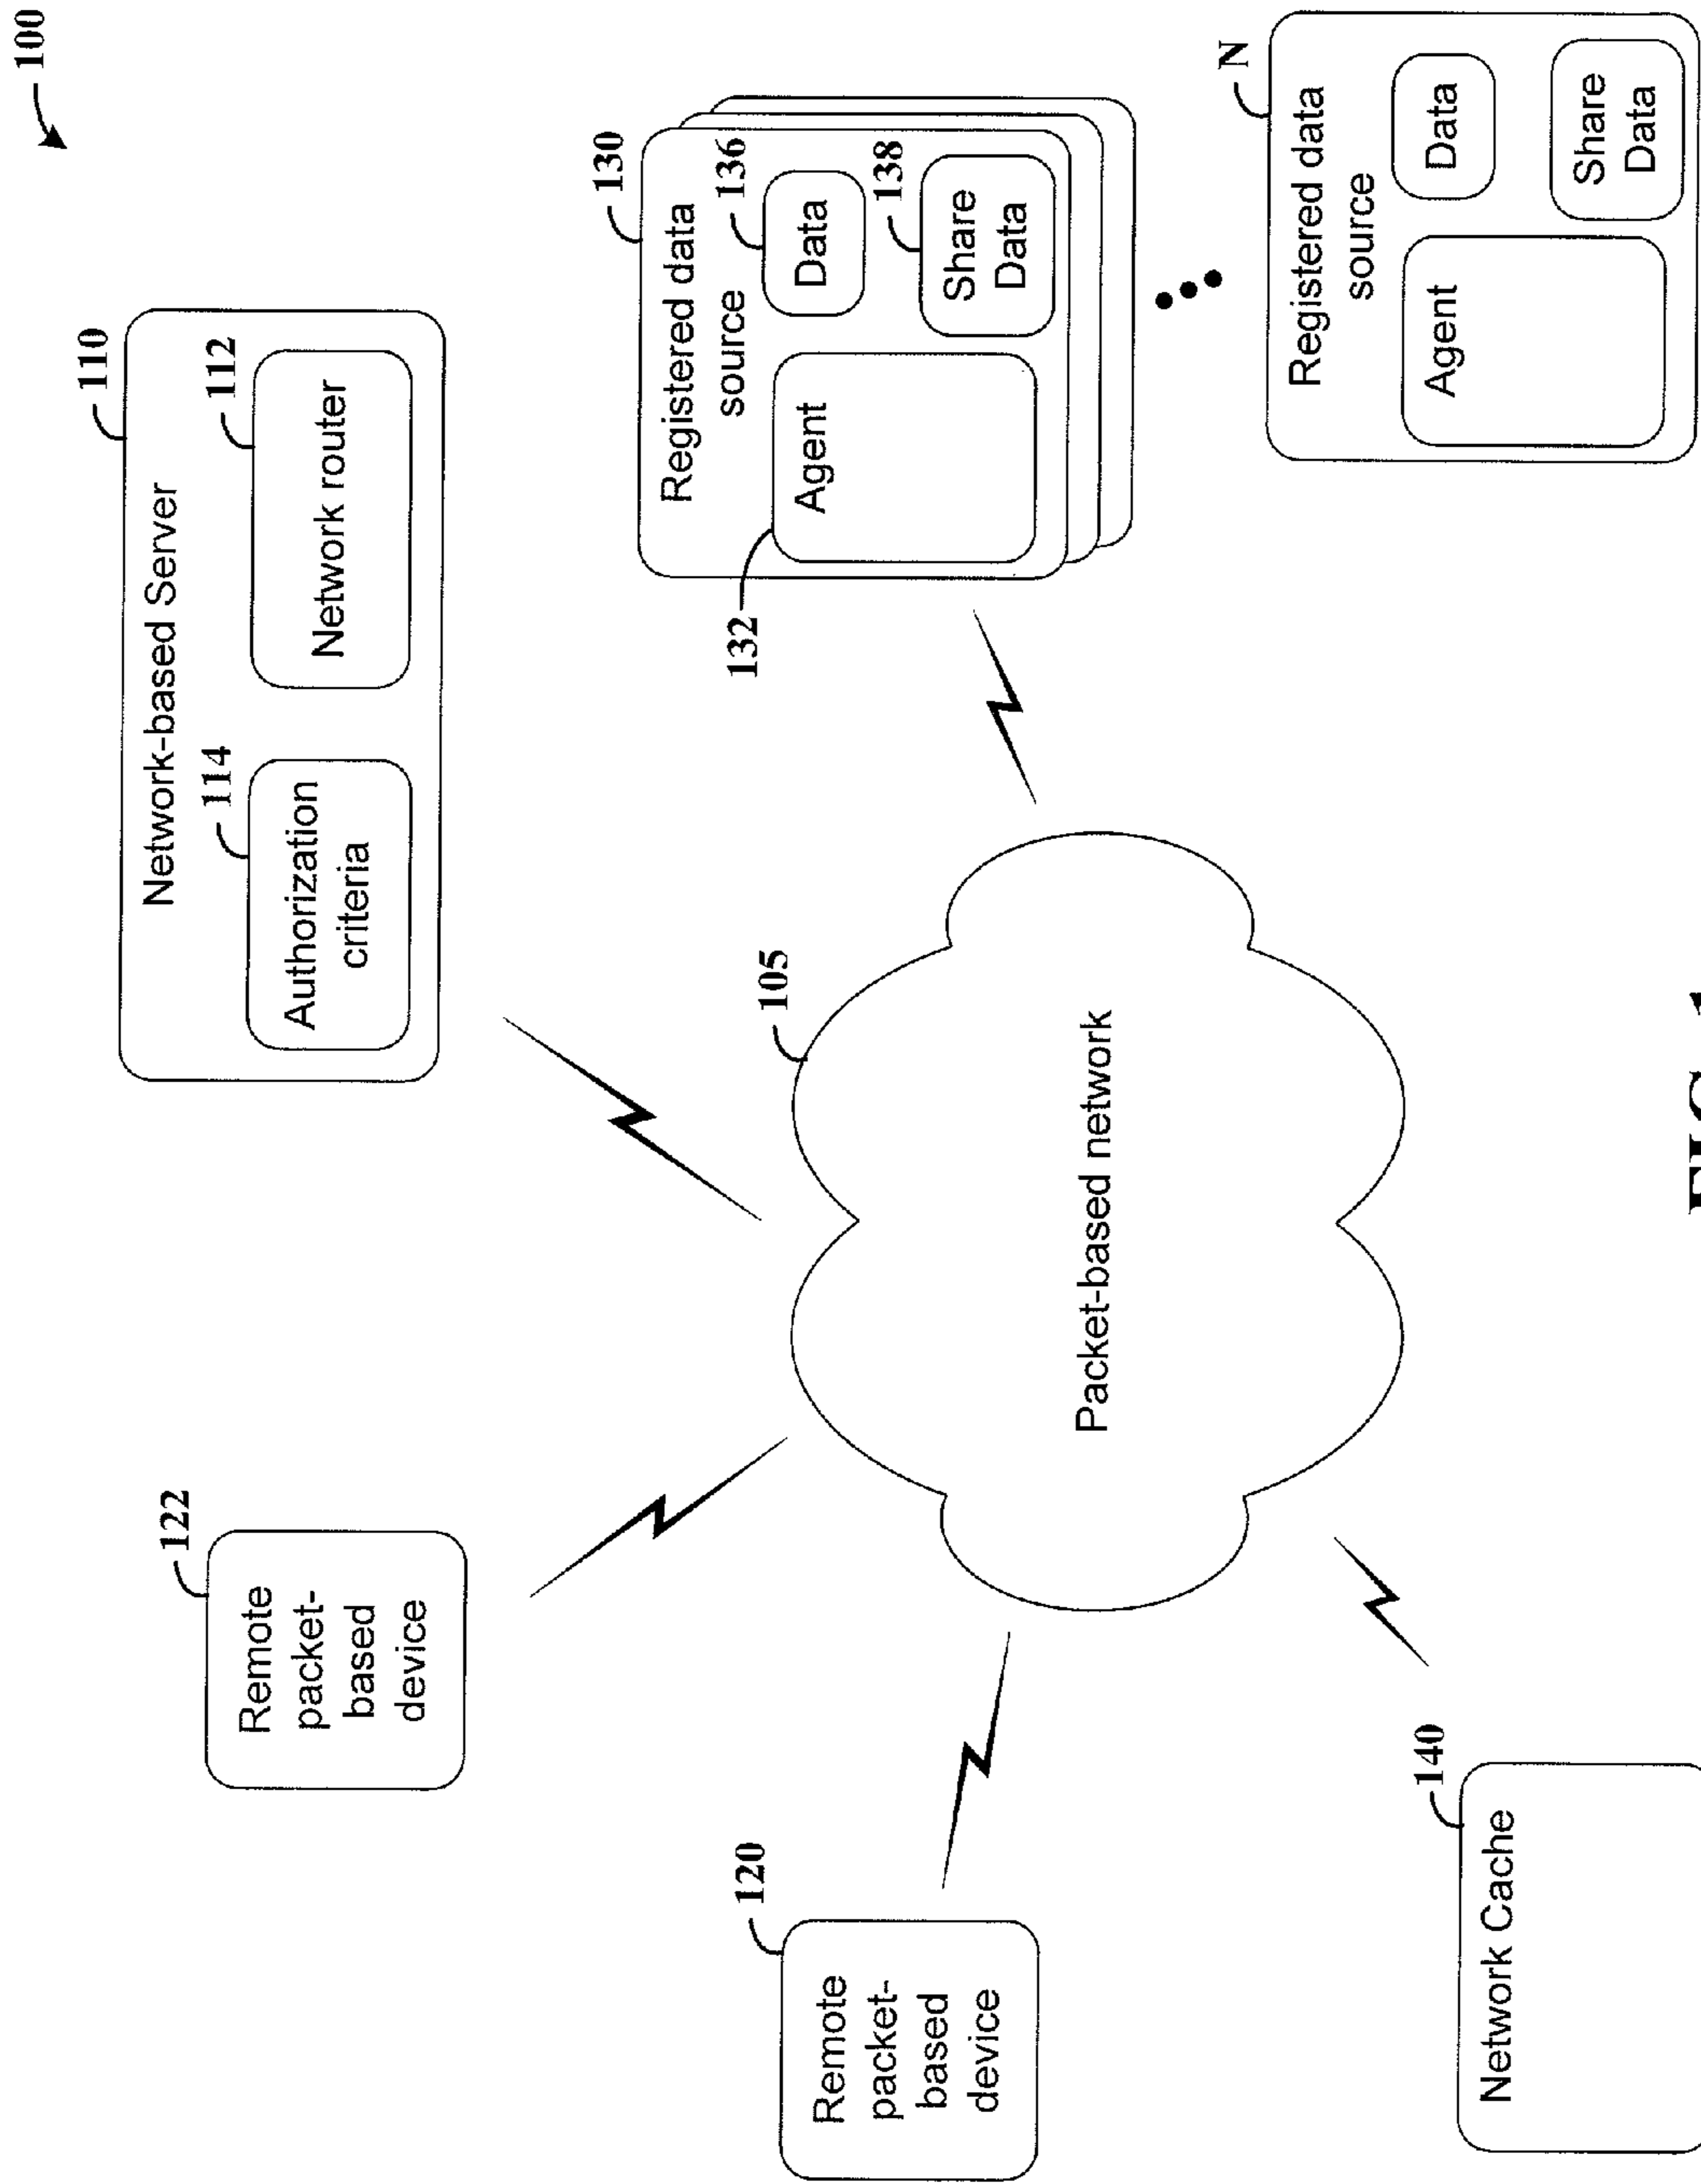 100
110
Network-based Server
114
Authorization
criteria
112
Network router
122
Remote
packet-
based
device
120
Remote
packet-
based
device
105
Packet-based network
130
Registered data
source
132
Agent
136
Data
138
Share
Data
N
Registered data
source
Agent
Data
Share
Data
140
Network Cache